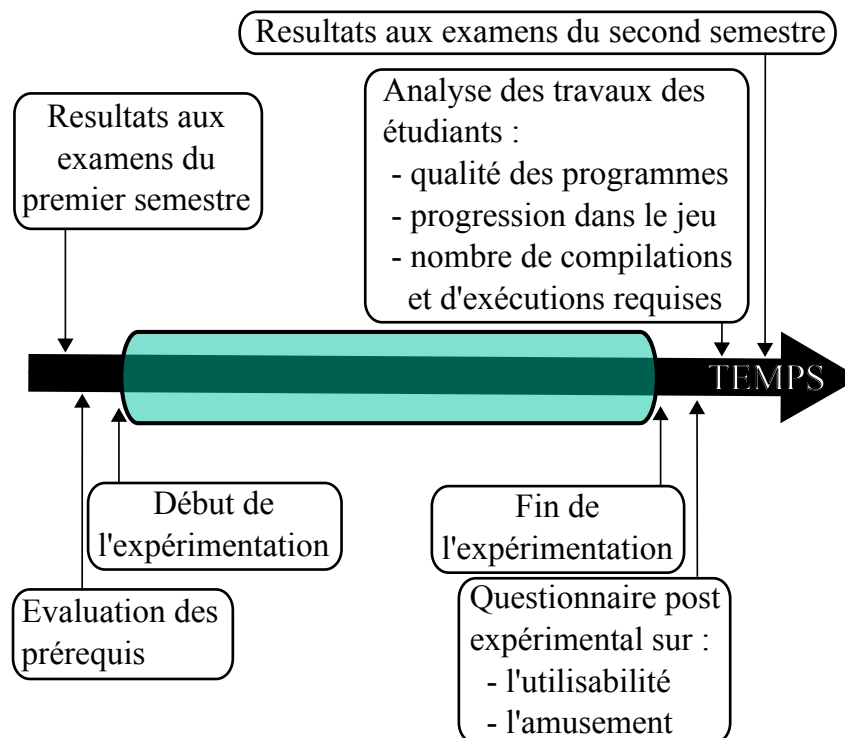 Resultats aux examens du second semestre
Analyse des travaux des
étudiants :
- qualité des programmes
- progression dans le jeu
- nombre de compilations
et d'exécutions requises
Resultats aux
examens du
premier semestre
TEMPS
Début de
l'expérimentation
Fin de
l'expérimentation
Evaluation des
prérequis
Questionnaire post
expérimental sur :
- l'utilisabilité
- l'amusement